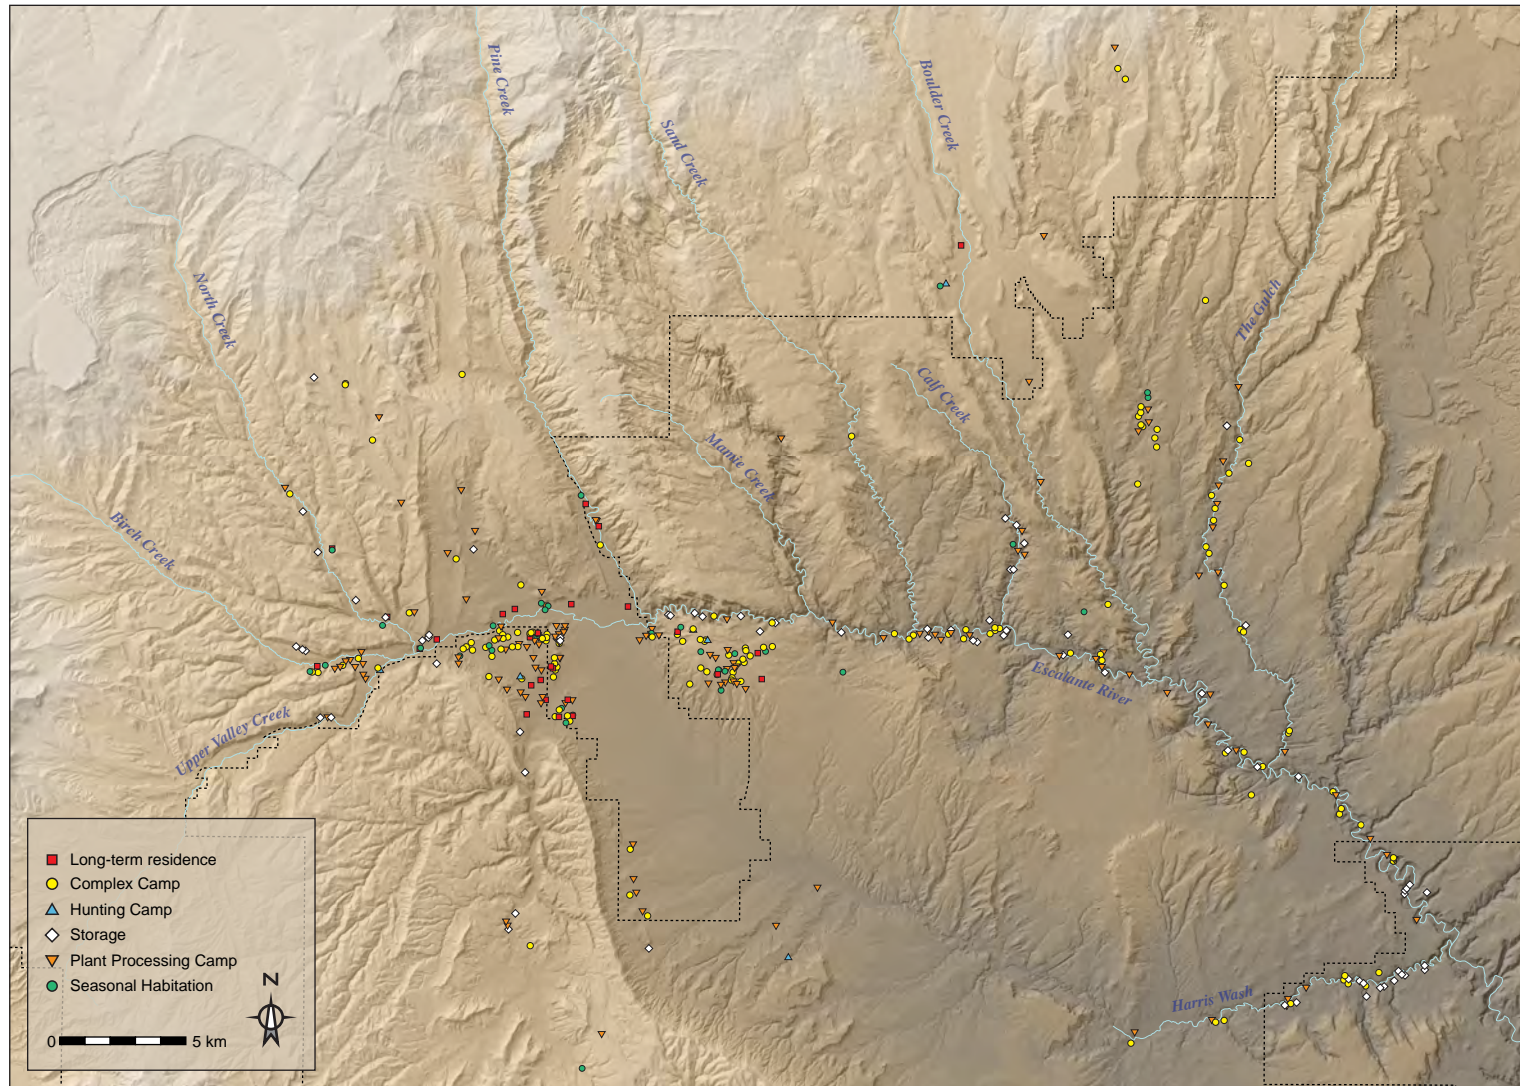 Pine Creek
Sand Creek
Boulder Creek
The Gulch
North Creek
Calf Creek
Mamie Creek
Birch Creek
Escalante River
Upper Valley Creek
Harris Wash
Long-term residence
Complex Camp
Hunting Camp
Storage
Plant Processing Camp
Seasonal Habitation
N
0 5 km